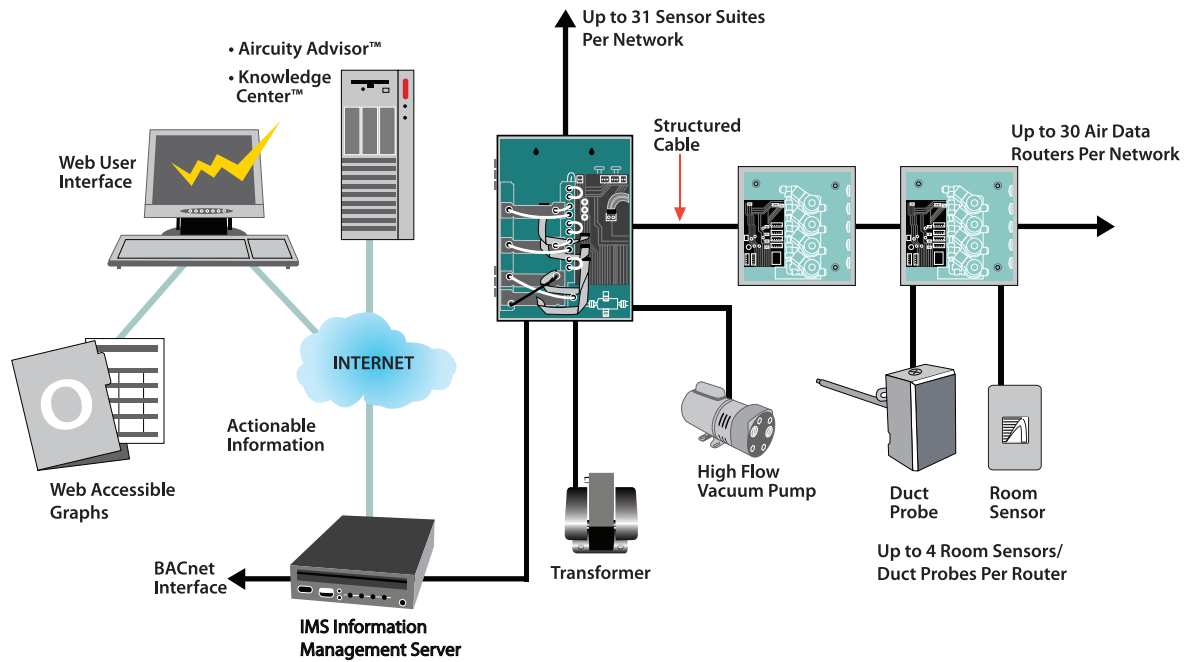 Up to 31 Sensor Suites
Per Network
• Aircuity Advisor™
• Knowledge
Center™
Structured
Cable
Up to 30 Air Data
Routers Per Network
Web User
Interface
INTERNET
Actionable
Information
Web Accessible
Graphs
High Flow
Vacuum Pump
Duct
Probe
Room
Sensor
Up to 4 Room Sensors/
Duct Probes Per Router
Transformer
BACnet
Interface
IMS Information
Management Server